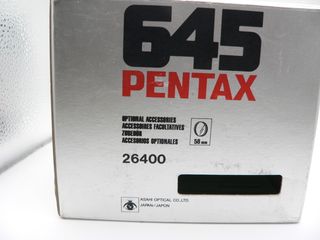 645
PENTAX
OPTIONAL ACCESSORIES
ACCESSOIRES FACULTATIVES
ZUBEHÖR
ACCESORIOS OPTIONALES
58 mm
26400
ASAHI OPTICAL CO., LTD.
JAPAN/JAPON